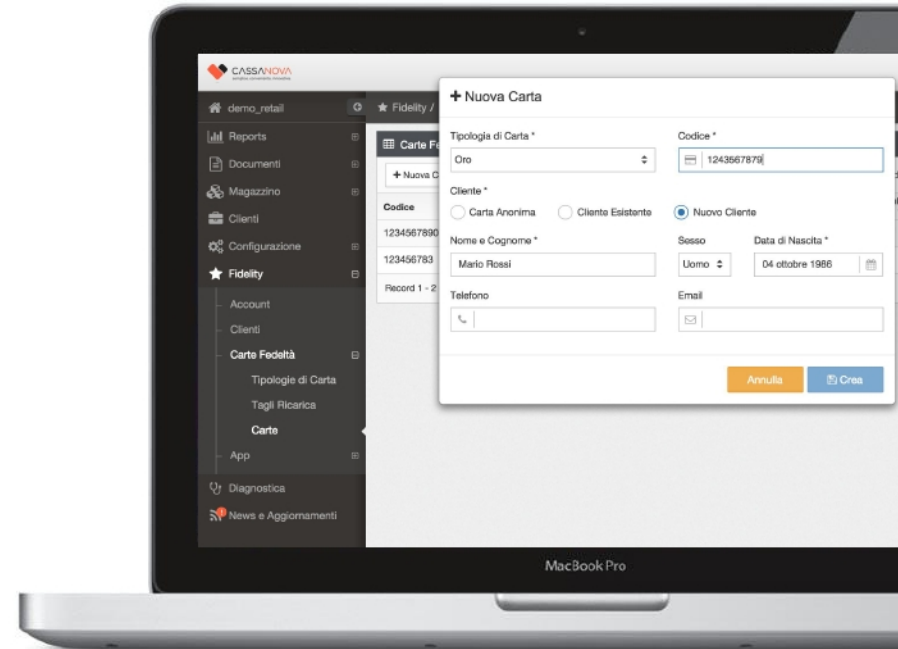 CASSANOVA
demo_retail
Reports
Documenti
Magazzino
Clienti
Configurazione
Fidelity
Account
Clienti
Carte Fedeltà
Tipologie di Carta
Tagli Ricarica
Carte
App
Diagnostica
1
News e Aggiornamenti
Fidelity /
Carte Fe
+ Nuova C
Codice
1234567890
123456783
Record 1 - 2
+ Nuova Carta
Tipologia di Carta * Codice *
Oro 1243567879
Cliente *
Carta Anonima Cliente Esistente Nuovo Cliente
Nome e Cognome * Sesso Data di Nascita *
Mario Rossi Uomo 04 ottobre 1986
Telefono Email
Annulla Crea
MacBook Pro